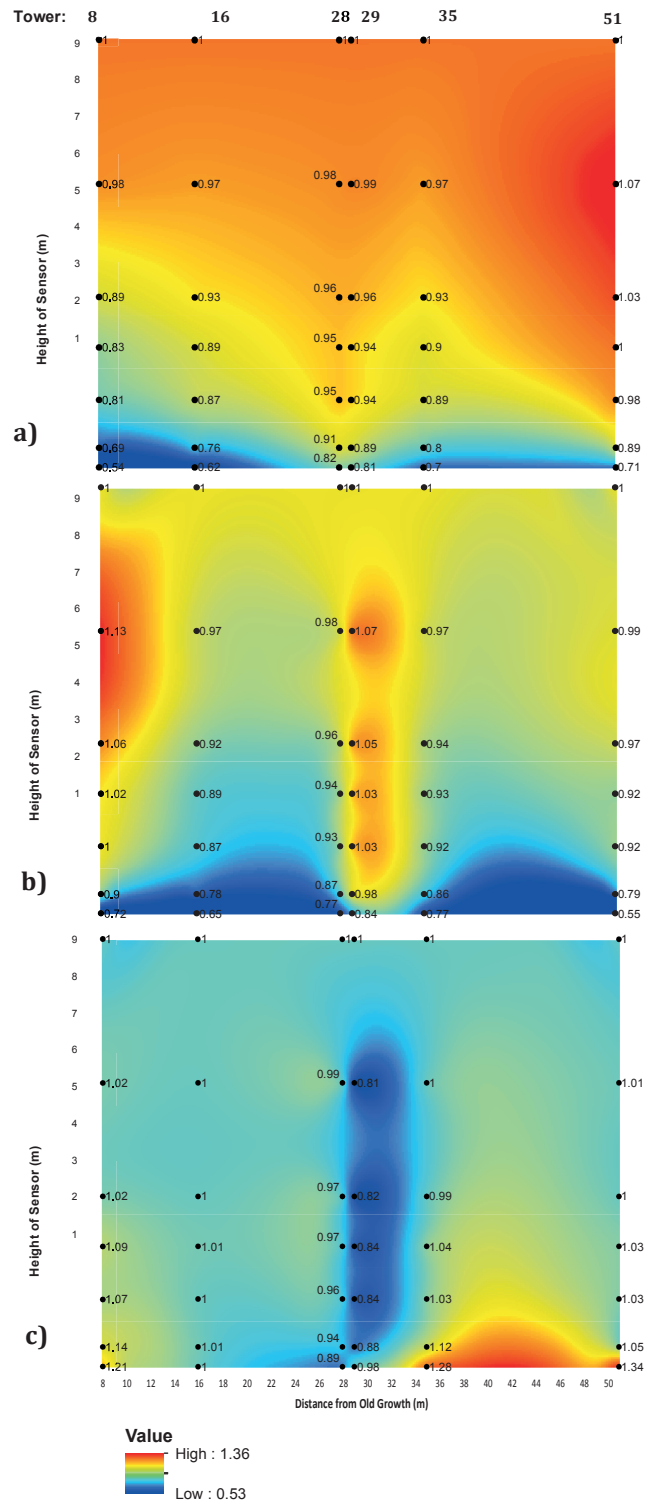 Tower: 8 16 28 29 35 51
9 1 1 1 1 1 1
8
7
6
5 0.98 0.97 0.98 0.99 0.97 1.07
4
3
2 0.89 0.93 0.96 0.96 0.93 1.03
1 0.83 0.89 0.95 0.94 0.9 1
0.81 0.87 0.95 0.94 0.89 0.98
0.69 0.76 0.91 0.89 0.8 0.89
0.54 0.62 0.82 0.81 0.7 0.71
Height of Sensor (m)
a)
9 1 1 1 1 1 1
8
7
6
5 1.13 0.97 0.98 1.07 0.97 0.99
4
3
2 1.06 0.92 0.96 1.05 0.94 0.97
1 1.02 0.89 0.94 1.03 0.93 0.92
1 0.87 0.93 1.03 0.92 0.92
0.9 0.78 0.87 0.98 0.86 0.79
0.72 0.65 0.77 0.84 0.77 0.55
Height of Sensor (m)
b)
9 1 1 1 1 1 1
8
7
6
5 1.02 1 0.99 0.81 1 1.01
4
3
2 1.02 1 0.97 0.82 0.99 1
1 1.09 1.01 0.97 0.84 1.04 1.03
1.07 1 0.96 0.84 1.03 1.03
1.14 1.01 0.94 0.88 1.12 1.05
1.21 1 0.89 0.98 1.28 1.34
Height of Sensor (m)
c)
8 10 12 14 16 18 20 22 24 26 28 30 32 34 36 38 40 42 44 46 48 50
Distance from Old Growth (m)
Value
High : 1.36
Low : 0.53